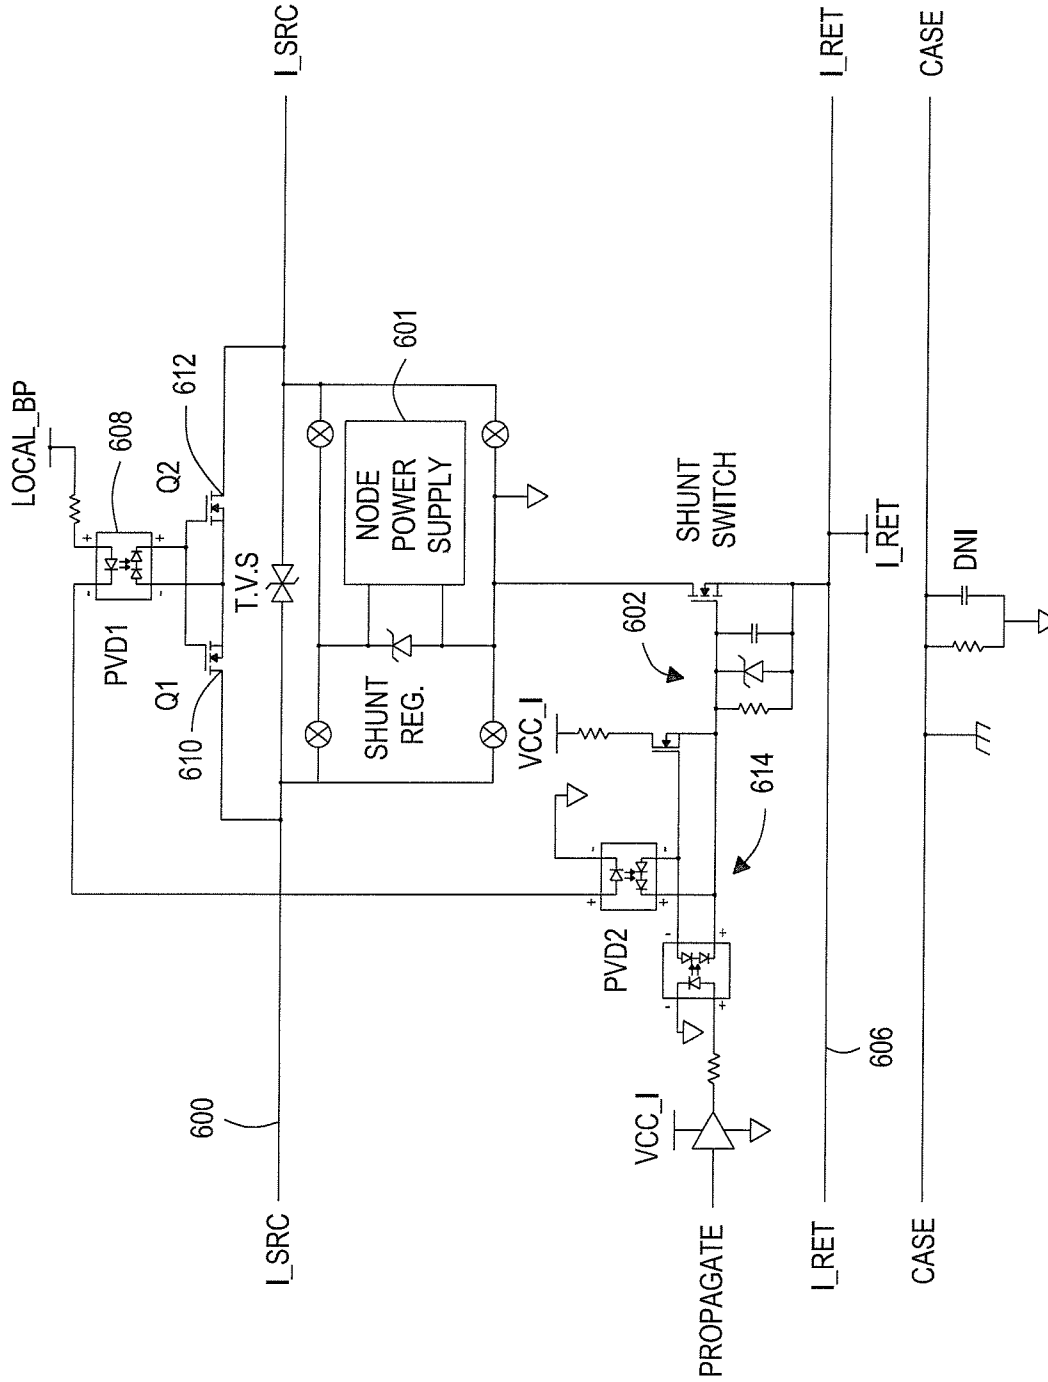 LOCAL_BP
608
612
Q2
PVD1
Q1
610
T.V.S
I_SRC
600
I_SRC
601
NODE
POWER
SUPPLY
SHUNT
REG.
VCC_I
602
SHUNT
SWITCH
614
PVD2
VCC_I
PROPAGATE
I_RET
606
I_RET
I_RET
CASE
DNI
CASE